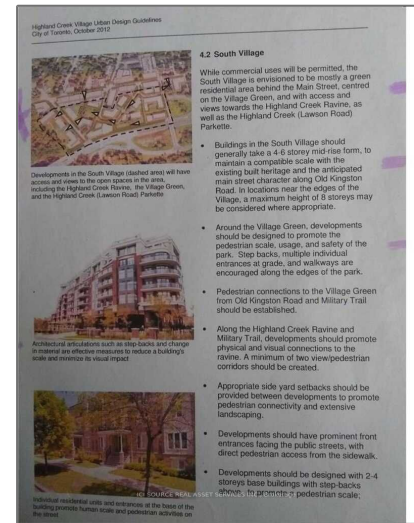 Highland Creek Village Urban Design Guidelines
City of Toronto, October 2012
Developments in the South Village (dashed area) will have
access and views to the open spaces in the area,
including the Highland Creek Ravine, the Village Green,
and the Highland Creek (Lawson Road) Parkette
Architectural articulations such as step-backs and change
in material are effective measures to reduce a building's
scale and minimize its visual impact
Individual residential units and entrances at the base of the
building promote human scale and pedestrian activities on
the street
4.2 South Village
While commercial uses will be permitted, the
South Village is envisioned to be mostly a green
residential area behind the Main Street, centred
on the Village Green, and with access and
views towards the Highland Creek Ravine, as
well as the Highland Creek (Lawson Road)
Parkette.
• Buildings in the South Village should
generally take a 4-6 storey mid-rise form, to
maintain a compatible scale with the
existing built heritage and the anticipated
main street character along Old Kingston
Road. In locations near the edges of the
Village, a maximum height of 8 storeys may
be considered where appropriate.
• Around the Village Green, developments
should be designed to promote the
pedestrian scale, usage, and safety of the
park. Step backs, multiple individual
entrances at grade, and walkways are
encouraged along the edges of the park.
• Pedestrian connections to the Village Green
from Old Kingston Road and Military Trail
should be established.
• Along the Highland Creek Ravine and
Military Trail, developments should promote
physical and visual connections to the
ravine. A minimum of two view/pedestrian
corridors should be created.
• Appropriate side yard setbacks should be
provided between developments to promote
pedestrian connectivity and extensive
landscaping.
• Developments should have prominent front
entrances facing the public streets, with
direct pedestrian access from the sidewalk.
• Developments should be designed with 2-4
storeys base buildings with step-backs
above to promote pedestrian scale;
ICI SOURCE REAL ASSET SERVICES INC.